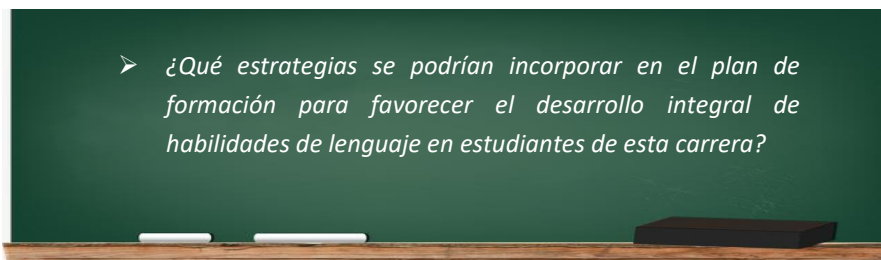 ➢ ¿Qué estrategias se podrían incorporar en el plan de
formación para favorecer el desarrollo integral de
habilidades de lenguaje en estudiantes de esta carrera?